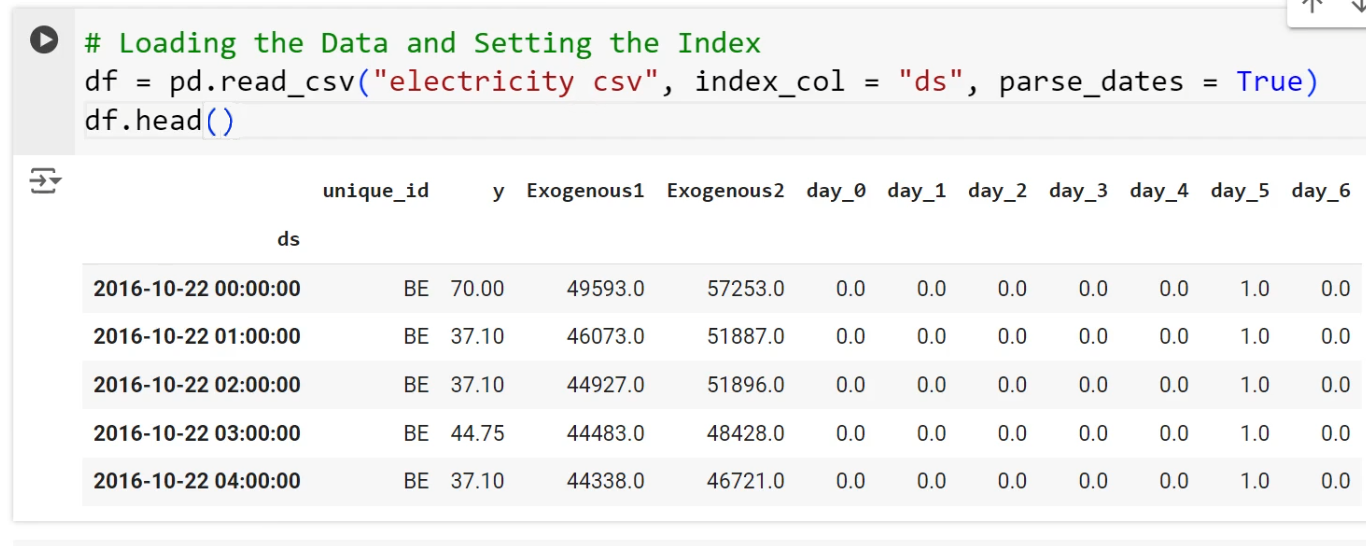 # Loading the Data and Setting the Index
df = pd.read_csv("electricity csv", index_col = "ds", parse_dates = True)
df.head()
unique_id y Exogenous1 Exogenous2 day_0 day_1 day_2 day_3 day_4 day_5 day_6
ds
2016-10-22 00:00:00 BE 70.00 49593.0 57253.0 0.0 0.0 0.0 0.0 0.0 1.0 0.0
2016-10-22 01:00:00 BE 37.10 46073.0 51887.0 0.0 0.0 0.0 0.0 0.0 1.0 0.0
2016-10-22 02:00:00 BE 37.10 44927.0 51896.0 0.0 0.0 0.0 0.0 0.0 1.0 0.0
2016-10-22 03:00:00 BE 44.75 44483.0 48428.0 0.0 0.0 0.0 0.0 0.0 1.0 0.0
2016-10-22 04:00:00 BE 37.10 44338.0 46721.0 0.0 0.0 0.0 0.0 0.0 1.0 0.0